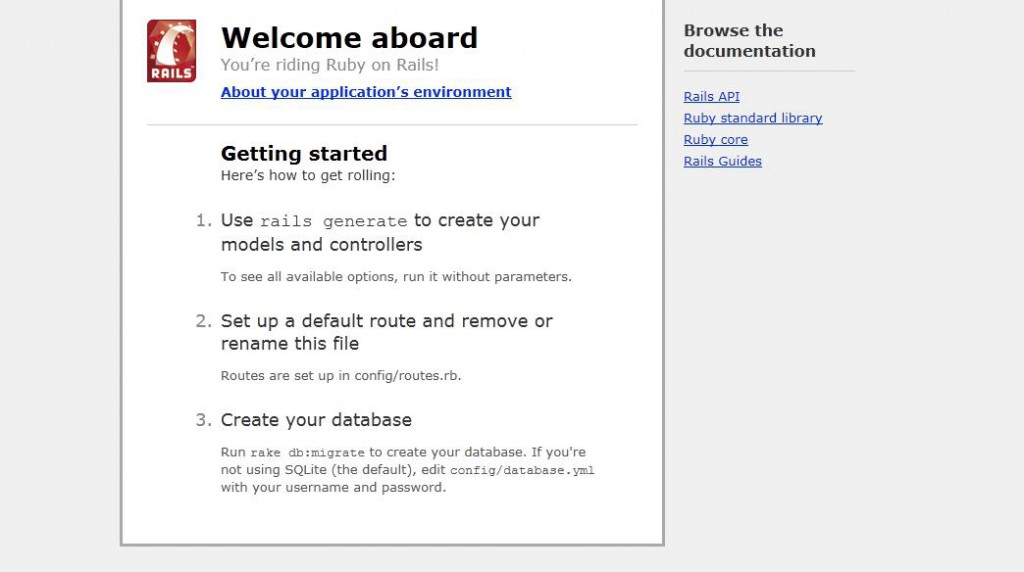 RAILS
Welcome aboard
You’re riding Ruby on Rails!
About your application’s environment
Getting started
Here’s how to get rolling:
1. Use rails generate to create your
models and controllers
To see all available options, run it without parameters.
2. Set up a default route and remove or
rename this file
Routes are set up in config/routes.rb.
3. Create your database
Run rake db:migrate to create your database. If you're
not using SQLite (the default), edit config/database.yml
with your username and password.
Browse the
documentation
Rails API
Ruby standard library
Ruby core
Rails Guides